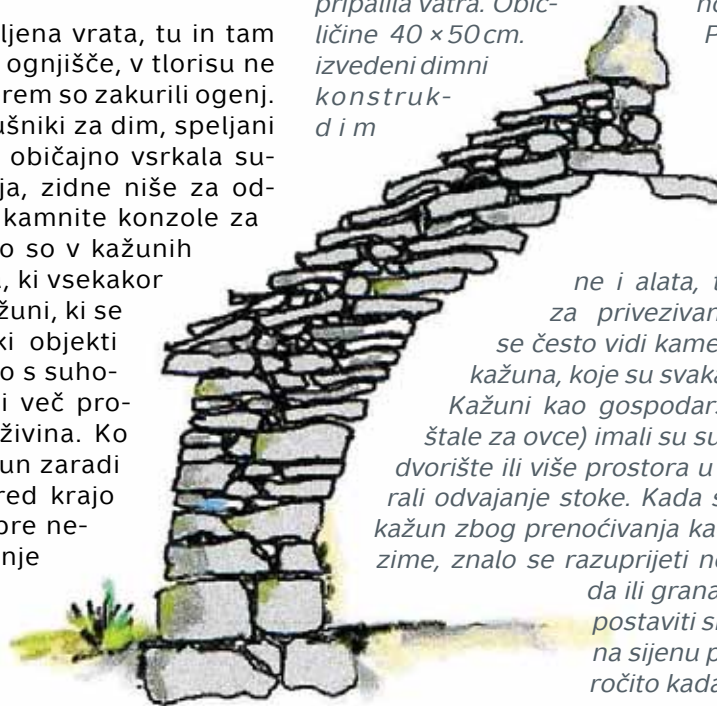 ljena vrata, tu in tam
ognjišče, v tlorisu ne
rem so zakurili ogenj.
ušniki za dim, speljani
običajno vsrkala su-
ja, zidne niše za od-
kamnite konzole za
o so v kažunih
, ki vsekakor
žuni, ki se
ki objekti
o s suho-
i več pro-
živina. Ko
un zaradi
red krajo
ore ne-
nje
pripalila vatra. Obič-
ličine 40 × 50 cm.
izvedeni dimni
konstruk-
dim
P
ne i alata, t
za privezivan
se često vidi kame
kažuna, koje su svaka
Kažuni kao gospodar
štale za ovce) imali su su
dvorište ili više prostora u
rali odvajanje stoke. Kada s
kažun zbog prenoćivanja ka
zime, znalo se razuprijeti ne
da ili grana
postaviti sl
na sijenu p
ročito kada